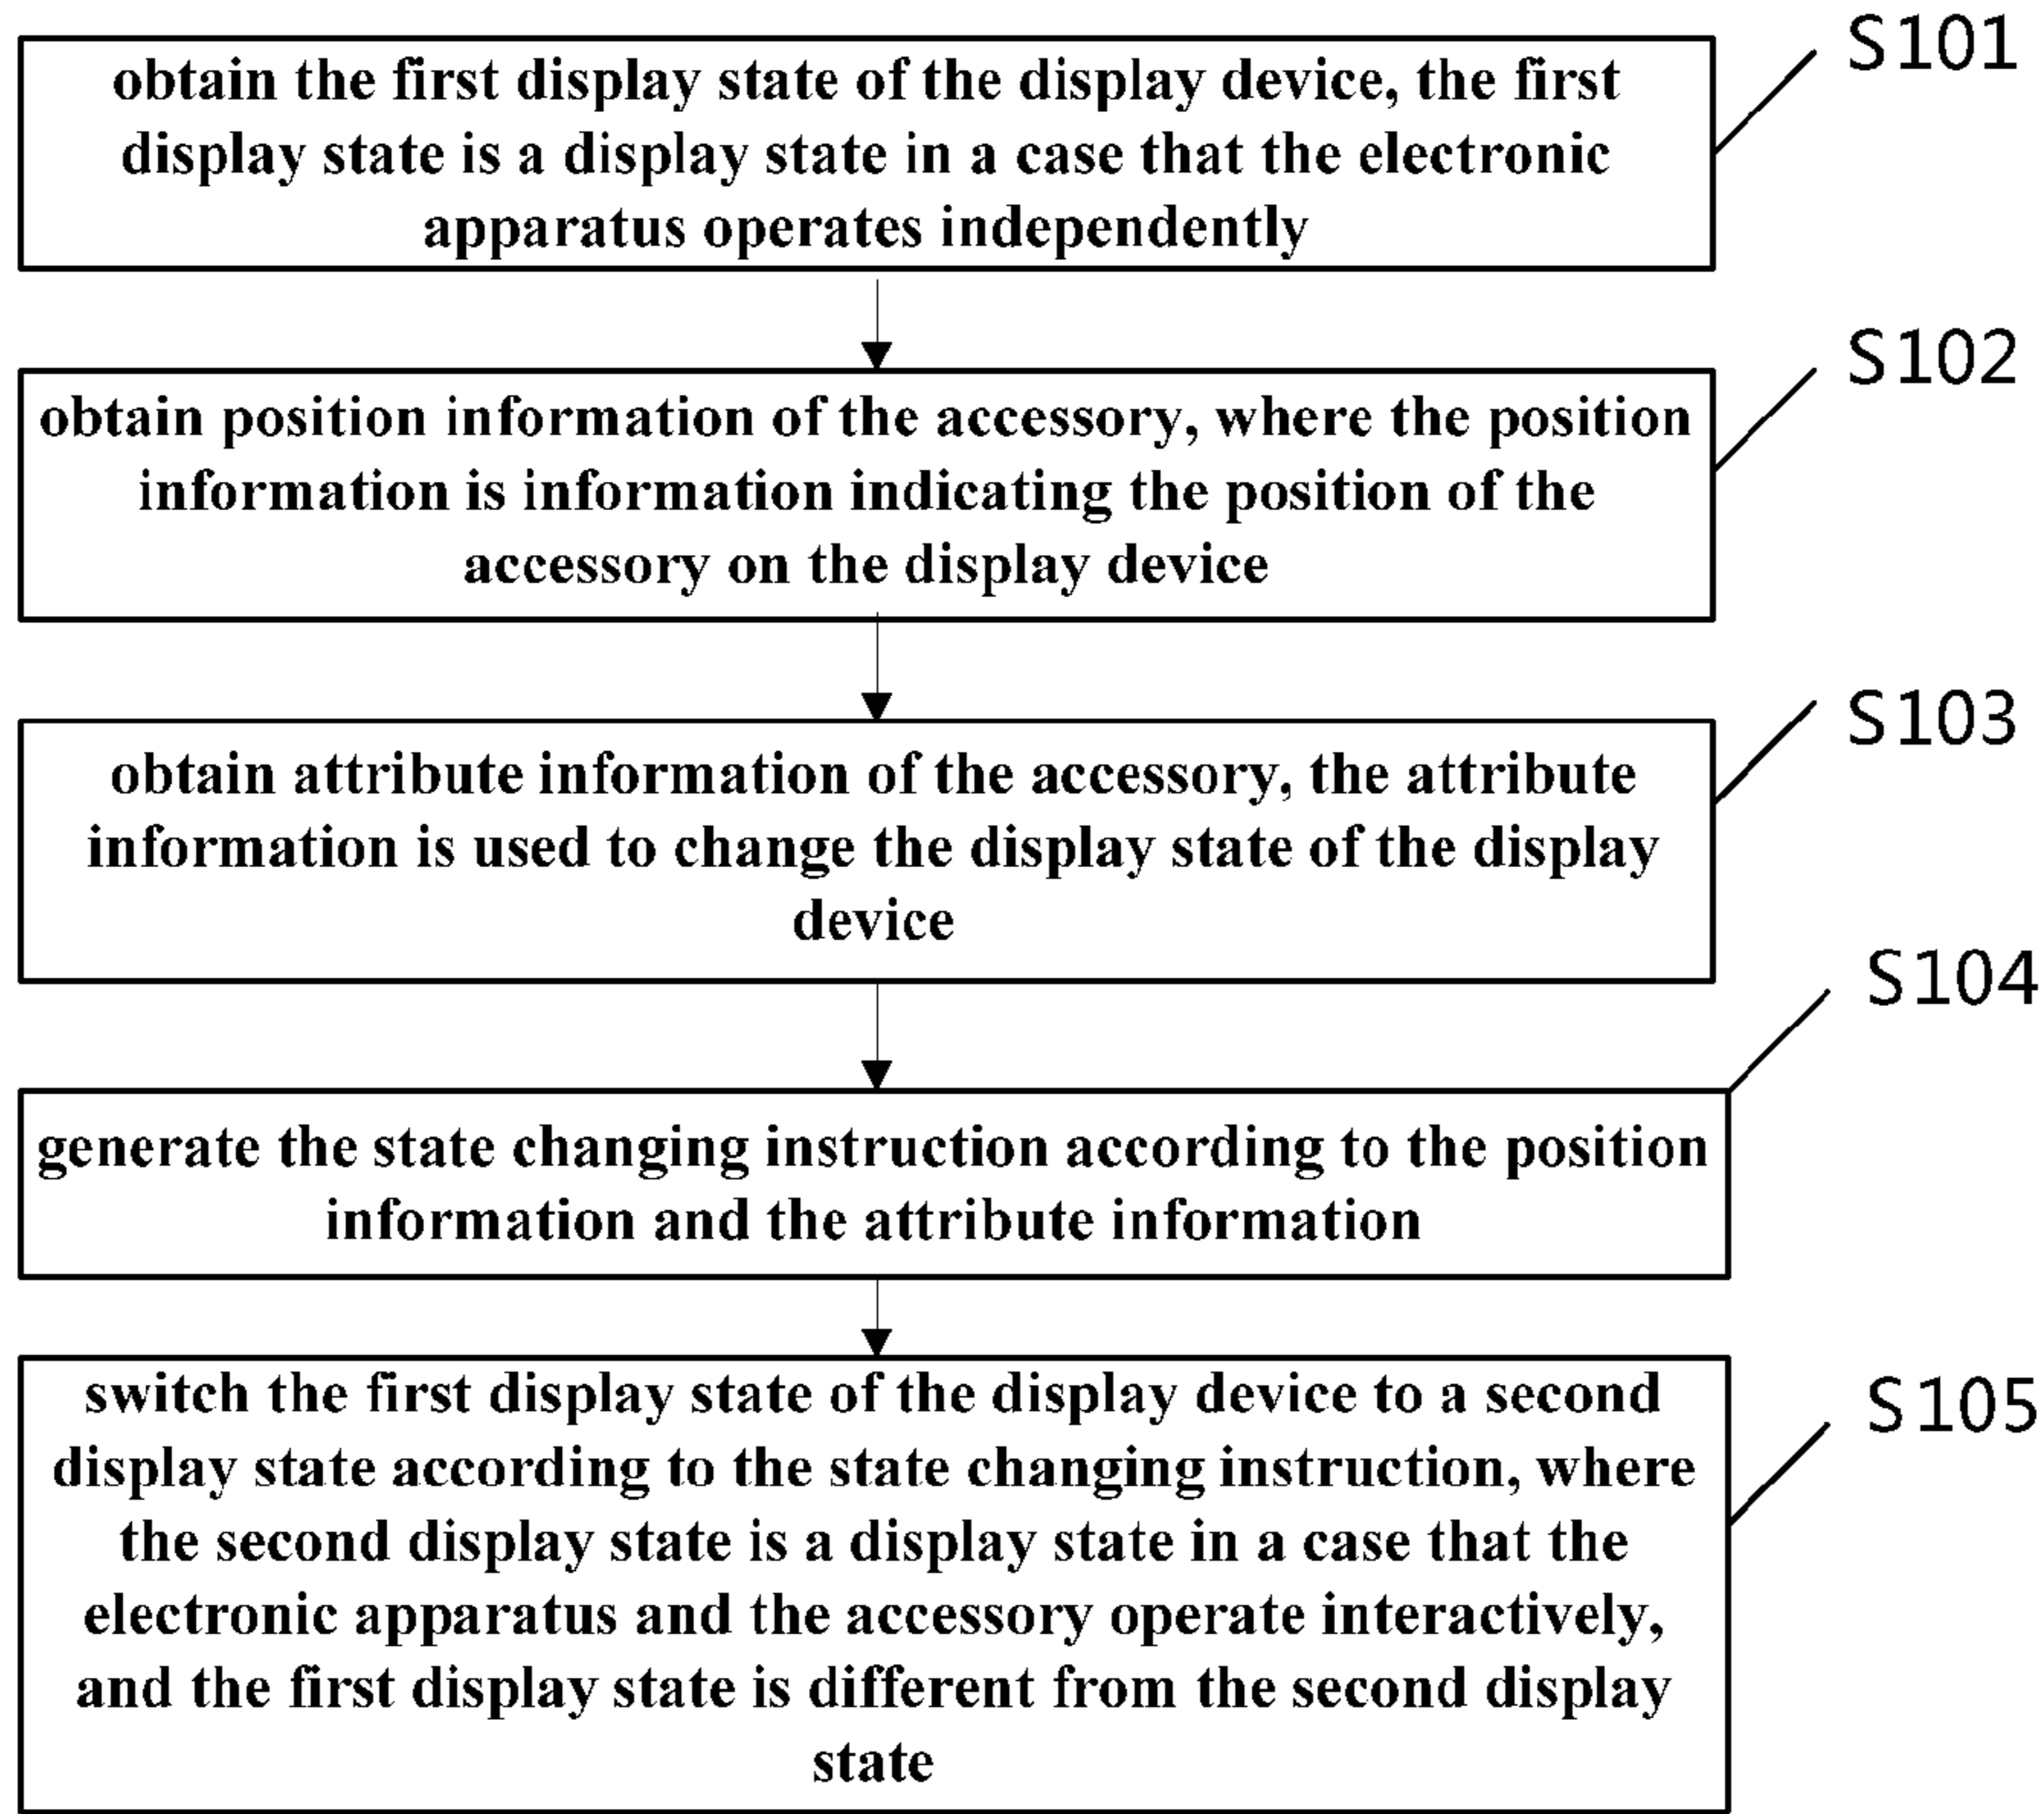 S101
obtain the first display state of the display device, the first
display state is a display state in a case that the electronic
apparatus operates independently
S102
obtain position information of the accessory, where the position
information is information indicating the position of the
accessory on the display device
S103
obtain attribute information of the accessory, the attribute
information is used to change the display state of the display
device
S104
generate the state changing instruction according to the position
information and the attribute information
S105
switch the first display state of the display device to a second
display state according to the state changing instruction, where
the second display state is a display state in a case that the
electronic apparatus and the accessory operate interactively,
and the first display state is different from the second display
state